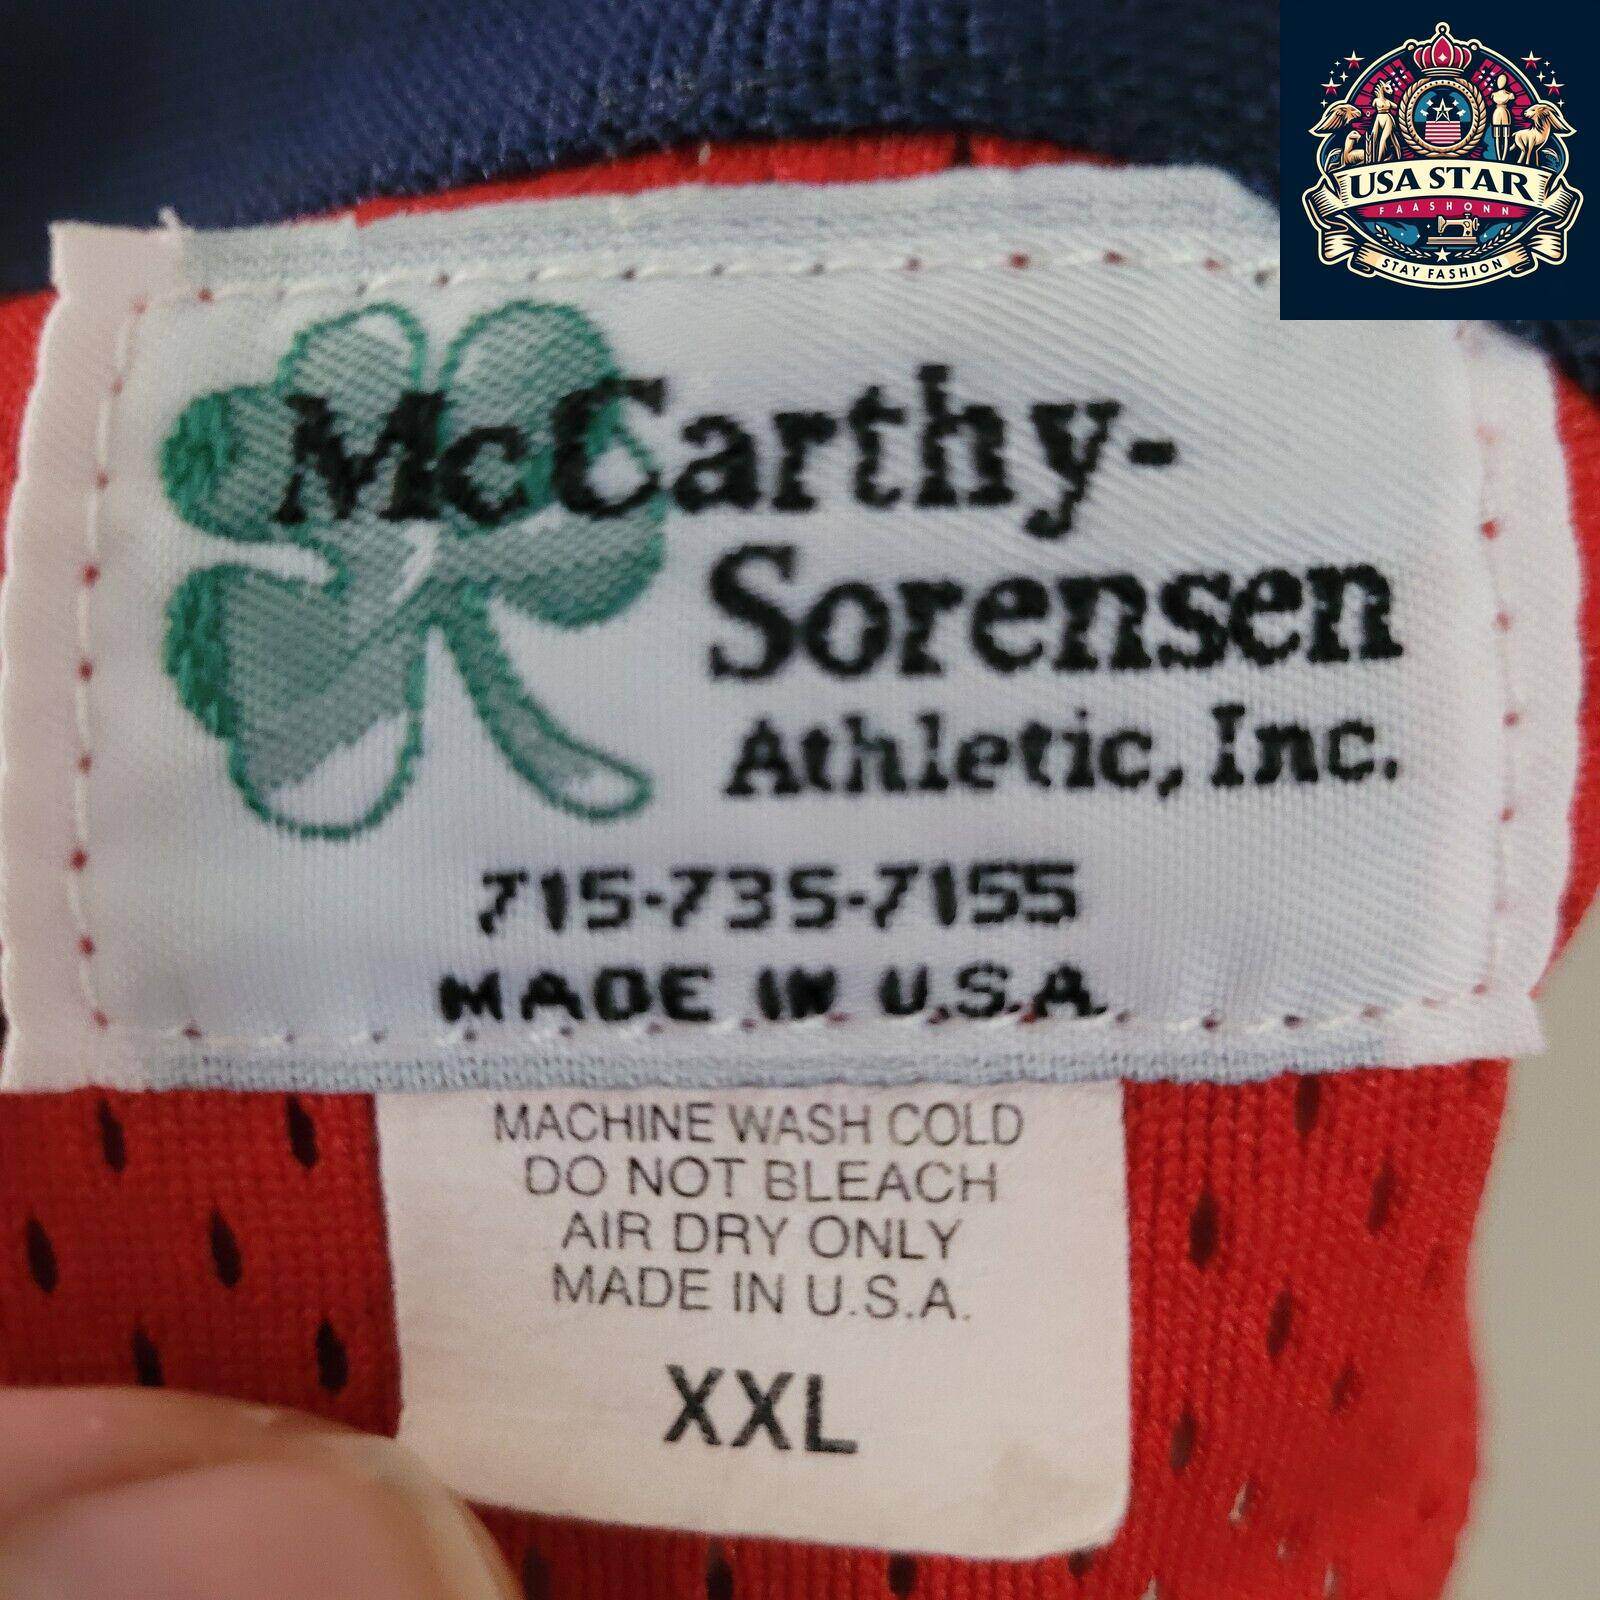 USA STAR
FAASHONN
STAY FASHION
McCarthy-
Sorensen
Athletic, Inc.
715-735-7155
MADE IN U.S.A.
MACHINE WASH COLD
DO NOT BLEACH
AIR DRY ONLY
MADE IN U.S.A.
XXL